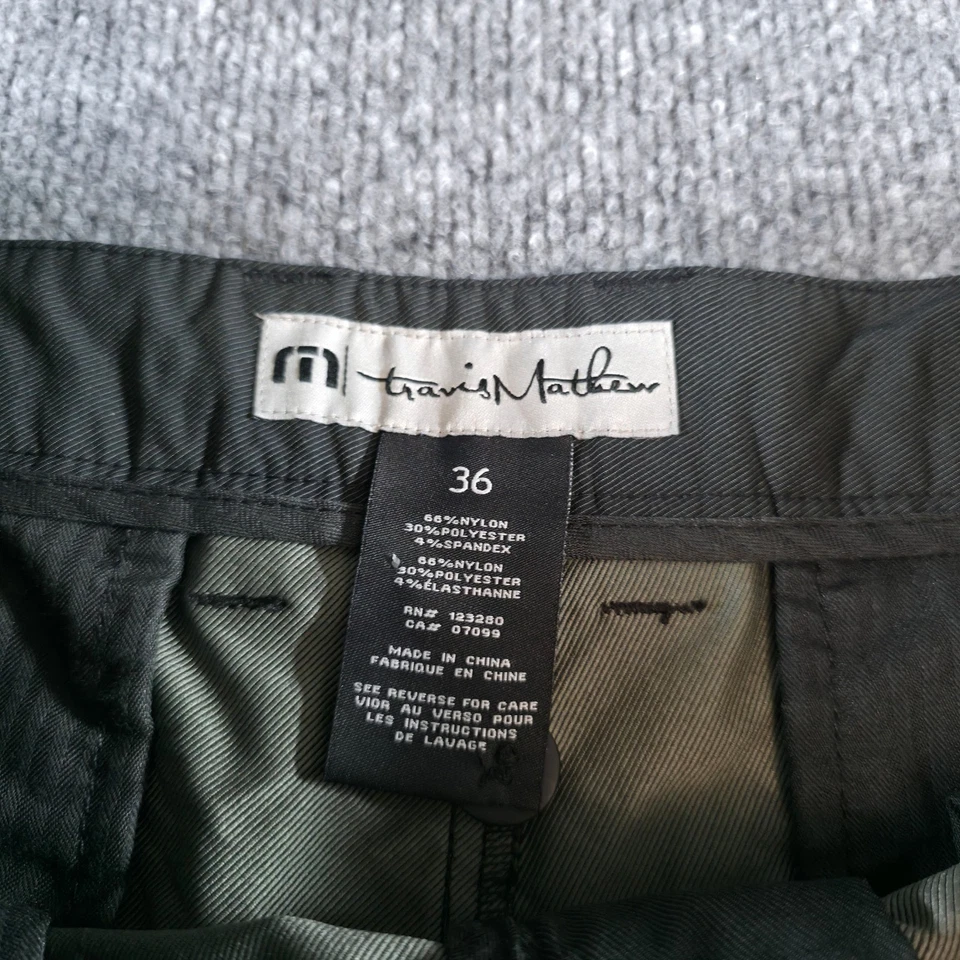 m travisMathew
36
66%NYLON
30%POLYESTER
4%SPANDEX
66%NYLON
30%POLYESTER
4%ÉLASTHANNE
RN# 123280
CA# 07099
MADE IN CHINA
FABRIQUE EN CHINE
SEE REVERSE FOR CARE
VIOR AU VERSO POUR
LES INSTRUCTIONS
DE LAVAGE